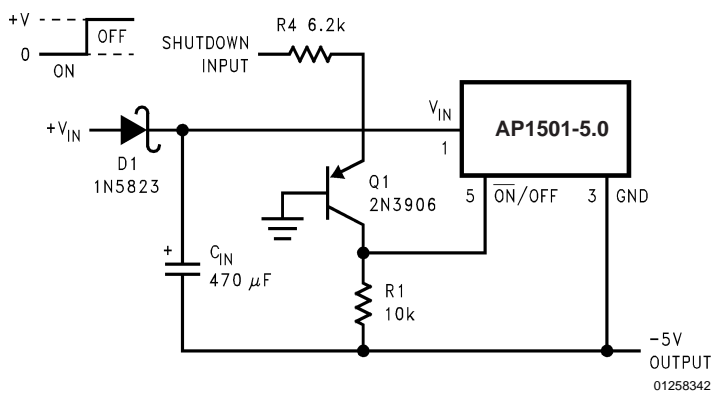 +V
OFF
0
ON
R4 6.2k
SHUTDOWN
INPUT
+VIN
D1
1N5823
VIN
1
AP1501-5.0
Q1
2N3906
5
ON/OFF
3
GND
+
CIN
470 μF
R1
10k
−5V
OUTPUT
01258342